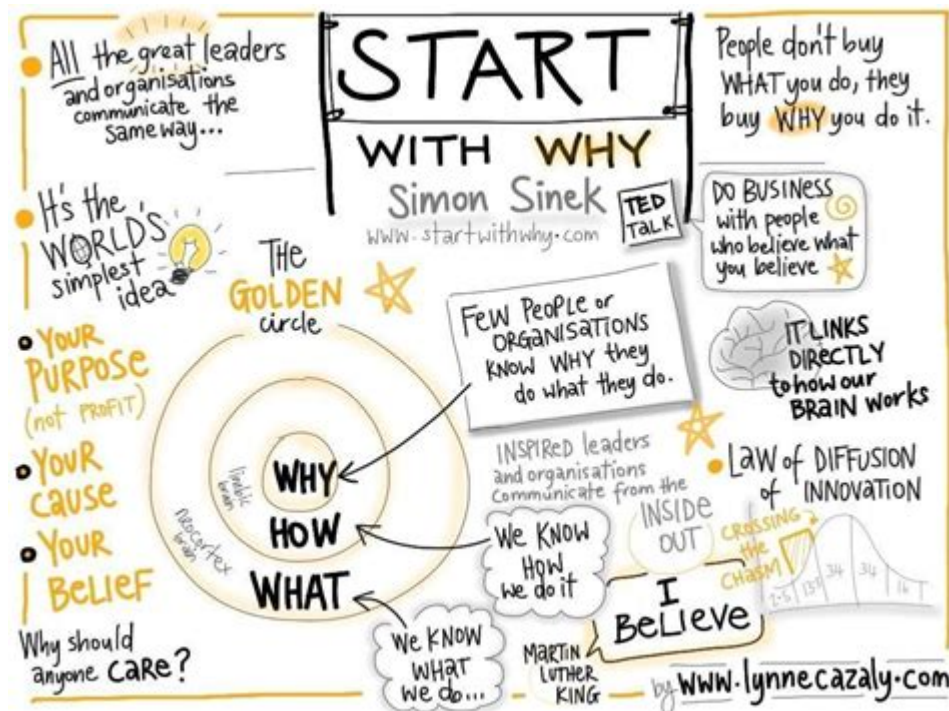 START
WITH WHY
Simon Sinek
www.startwithwhy.com
TED
TALK
All the great leaders
and organisations
communicate the
same way...
It's the
WORLD'S
simplest
idea
YOUR
PURPOSE
(not PROFIT)
YOUR
CAUSE
YOUR
BELIEF
Why should
anyone CARE?
THE
GOLDEN
circle
WHY
HOW
WHAT
limbic
brain
neocortex
brain
FEW PEOPLE or
ORGANISATIONS
KNOW WHY they
do what they do.
INSPIRED leaders
and organisations
communicate from the
INSIDE
OUT
We KNOW
HOW
we do it
We KNOW
WHAT
we do...
I
BELIEVE
MARTIN
LUTHER
KING
People don't buy
WHAT you do, they
buy WHY you do it.
DO BUSINESS
with people
who believe what
you believe
IT LINKS
DIRECTLY
to how our
BRAIN works
LAW of DIFFUSION
of INNOVATION
CROSSING
the
CHASM
2.5 13.5 34 34 16
by www.lynnecazaly.com